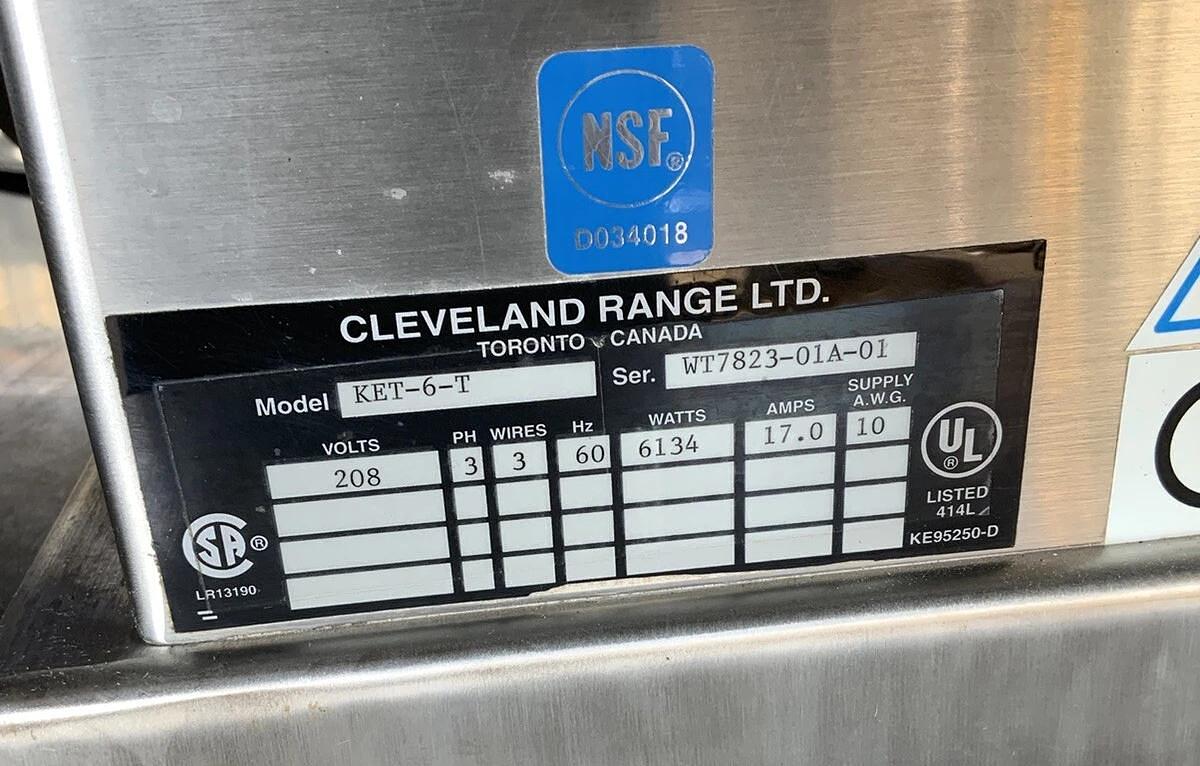 NSF®
D034018
CLEVELAND RANGE LTD.
TORONTO CANADA
Model KET-6-T Ser. WT7823-01A-01
VOLTS PH WIRES Hz WATTS AMPS SUPPLY A.W.G.
208 3 3 60 6134 17.0 10
UL ®
LISTED
414L
SA ®
LR13190
KE95250-D